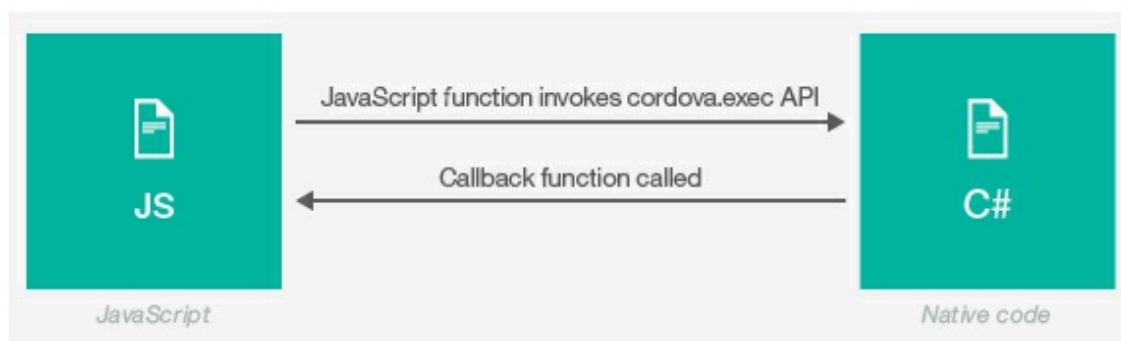 JavaScript function invokes cordova.exec API
Callback function called
JS
C#
JavaScript
Native code